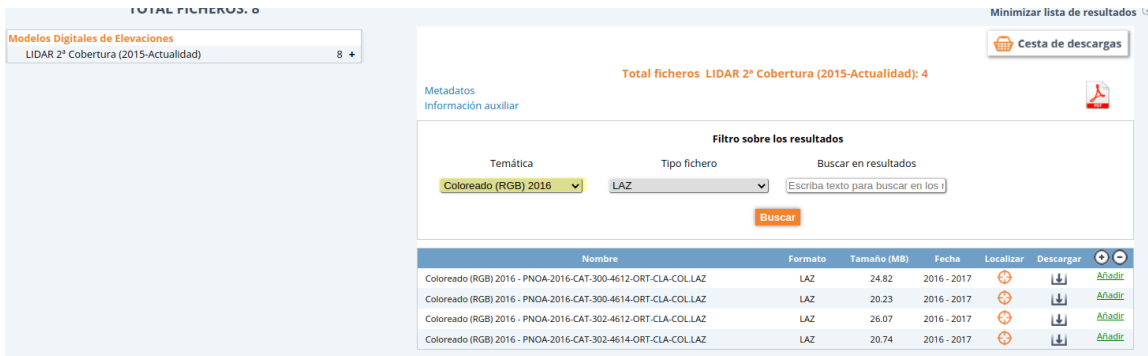 TOTAL FICHEROS: 8
Minimizar lista de resultados
Modelos Digitales de Elevaciones
LIDAR 2ª Cobertura (2015-Actualidad) 8 +
Cesta de descargas
Total ficheros LIDAR 2ª Cobertura (2015-Actualidad): 4
Metadatos
Información auxiliar
PDF
Filtro sobre los resultados
Temática Tipo fichero Buscar en resultados
Coloreado (RGB) 2016 LAZ Escriba texto para buscar en los r
Buscar
Nombre Formato Tamaño (MB) Fecha Localizar Descargar
Coloreado (RGB) 2016 - PNOA-2016-CAT-300-4612-ORT-CLA-COL.LAZ LAZ 24.82 2016 - 2017 Añadir
Coloreado (RGB) 2016 - PNOA-2016-CAT-300-4614-ORT-CLA-COL.LAZ LAZ 20.23 2016 - 2017 Añadir
Coloreado (RGB) 2016 - PNOA-2016-CAT-302-4612-ORT-CLA-COL.LAZ LAZ 26.07 2016 - 2017 Añadir
Coloreado (RGB) 2016 - PNOA-2016-CAT-302-4614-ORT-CLA-COL.LAZ LAZ 20.74 2016 - 2017 Añadir